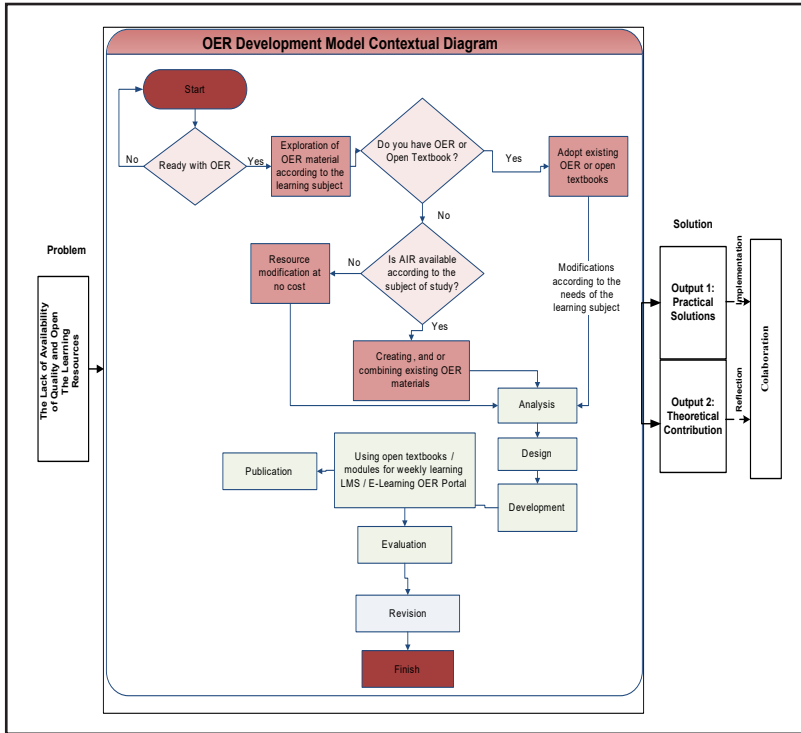 OER Development Model Contextual Diagram
Start
No
Ready with OER
Yes
Exploration of
OER material
according to the
learning subject
Do you have OER or
Open Textbook ?
Yes
Adopt existing
OER or open
textbooks
No
Resource
modification at
no cost
No
Is AIR available
according to the
subject of study?
Modifications
according to the
needs of the
learning subject
Yes
Creating , and or
combining existing OER
materials
Analysis
Design
Development
Using open textbooks /
modules for weekly learning
LMS / E-Learning OER Portal
Publication
Evaluation
Revision
Finish
Problem
The Lack of Availability
of Quality and Open
The Learning
Resources
Solution
Output 1:
Practical
Solutions
Implementation
Output 2:
Theoretical
Contribution
Reflection
Colaboration